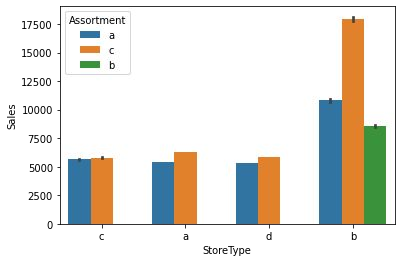 Assortment
a
c
b
17500
15000
12500
10000
7500
5000
2500
0
Sales
c a d b
StoreType